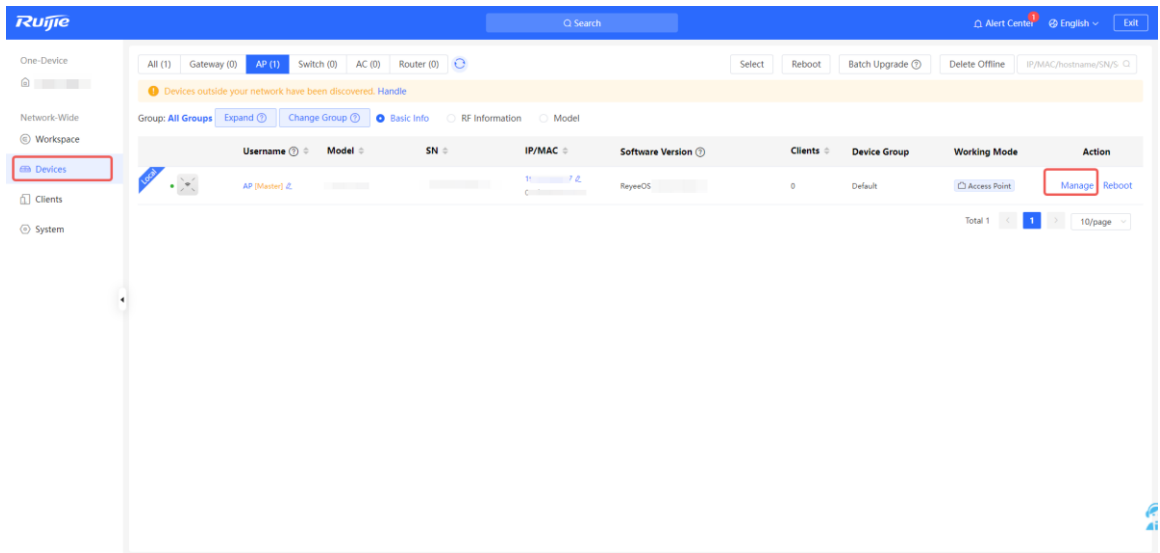 Ruijie Search Alert Center 1 English Exit
One-Device
Network-Wide
Workspace
Devices
Clients
System
All (1) Gateway (0) AP (1) Switch (0) AC (0) Router (0) Select Reboot Batch Upgrade Delete Offline IP/MAC/hostname/SN/S
! Devices outside your network have been discovered. Handle
Group: All Groups Expand ? Change Group ? Basic Info RF Information Model
Username ? Model SN IP/MAC Software Version ? Clients Device Group Working Mode Action
Local AP [Master] ReyeeOS 0 Default Access Point Manage Reboot
Total 1 < 1 > 10/page